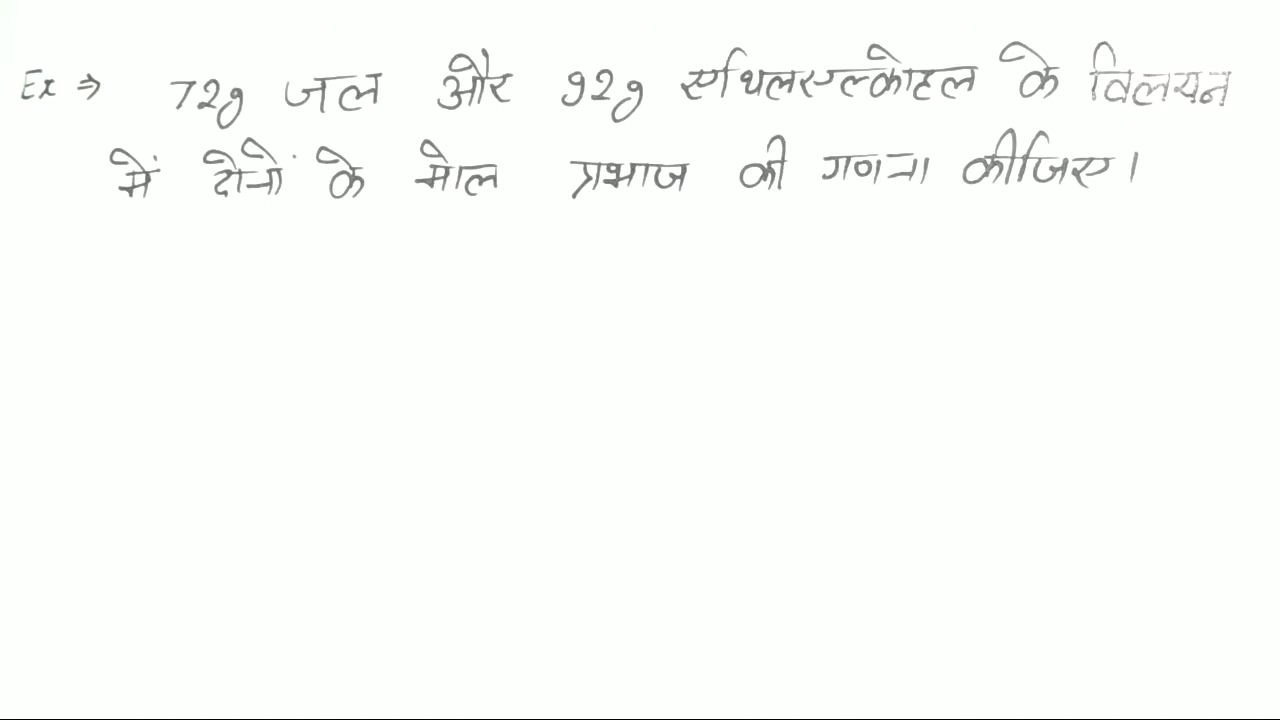 Ex ⇒ 72g जल और 92g एथिलएल्कोहल के विलयन
में दोनों के मोल प्रभाज की गणना कीजिए।